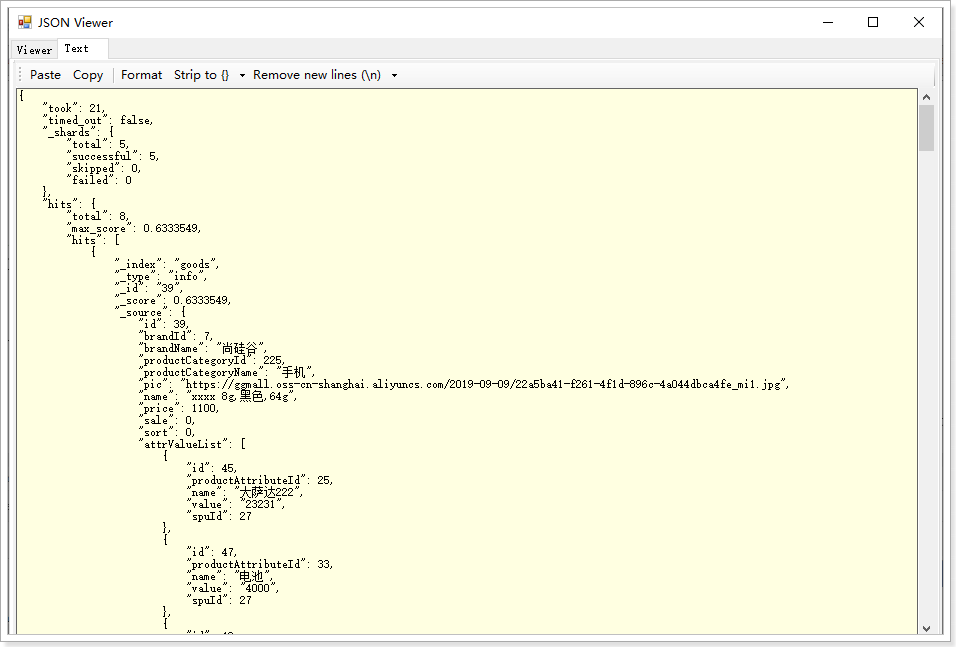 JSON Viewer
Viewer Text
Paste Copy Format Strip to {} Remove new lines (\n)
{
    "took": 21,
    "timed_out": false,
    "_shards": {
        "total": 5,
        "successful": 5,
        "skipped": 0,
        "failed": 0
    },
    "hits": {
        "total": 8,
        "max_score": 0.6333549,
        "hits": [
            {
                "_index": "goods",
                "_type": "info",
                "_id": "39",
                "_score": 0.6333549,
                "_source": {
                    "id": 39,
                    "brandId": 7,
                    "brandName": "尚硅谷",
                    "productCategoryId": 225,
                    "productCategoryName": "手机",
                    "pic": "https://ggmall.oss-cn-shanghai.aliyuncs.com/2019-09-09/22a5ba41-f261-4f1d-896c-4a044dbca4fe_mi1.jpg",
                    "name": "xxxx 8g,黑色,64g",
                    "price": 1100,
                    "sale": 0,
                    "sort": 0,
                    "attrValueList": [
                        {
                            "id": 45,
                            "productAttributeId": 25,
                            "name": "大萨达222",
                            "value": "23231",
                            "spuId": 27
                        },
                        {
                            "id": 47,
                            "productAttributeId": 33,
                            "name": "电池",
                            "value": "4000",
                            "spuId": 27
                        },
                        {